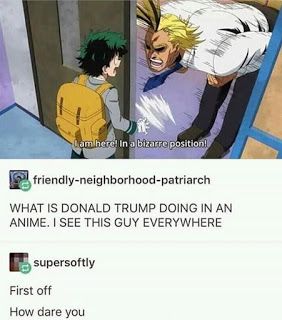 I am here! In a bizarre position!
friendly-neighborhood-patriarch
WHAT IS DONALD TRUMP DOING IN AN
ANIME. I SEE THIS GUY EVERYWHERE
supersoftly
First off
How dare you